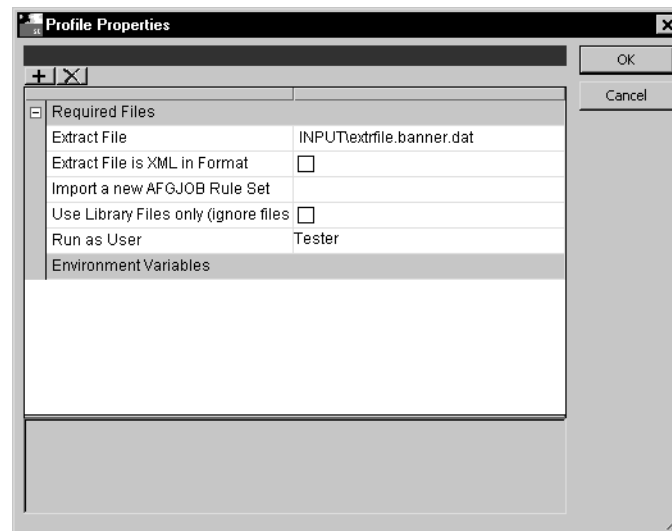 Profile Properties
OK
Cancel
Required Files
Extract File INPUT\extrfile.banner.dat
Extract File is XML in Format
Import a new AFGJOB Rule Set
Use Library Files only (ignore files
Run as User Tester
Environment Variables